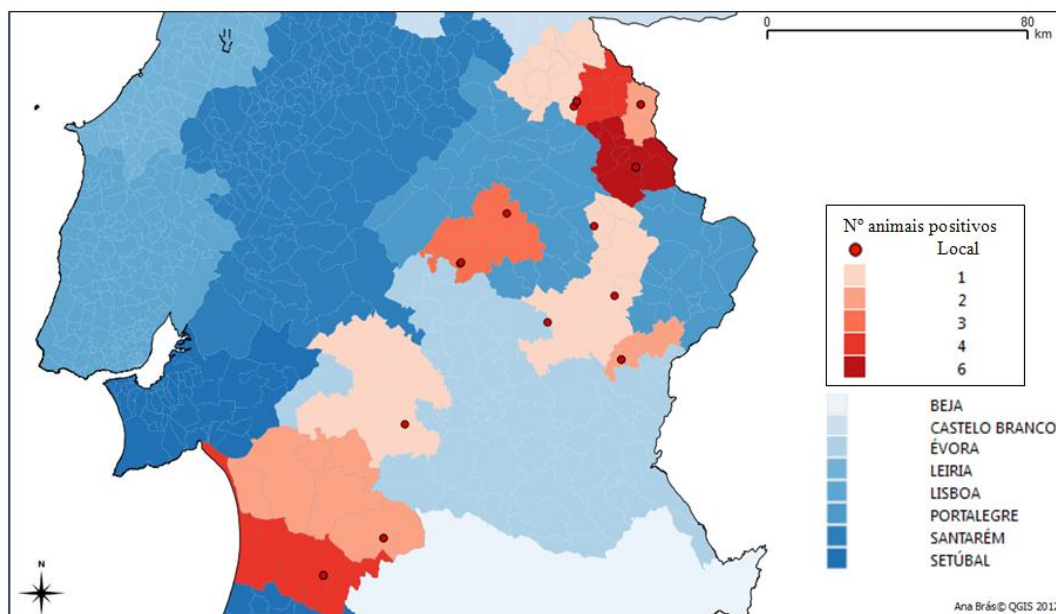 0 80
km
Nº animais positivos
Local
1
2
3
4
6
BEJA
CASTELO BRANCO
ÉVORA
LEIRIA
LISBOA
PORTALEGRE
SANTARÉM
SETÚBAL
Ana Brás© QGIS 2012